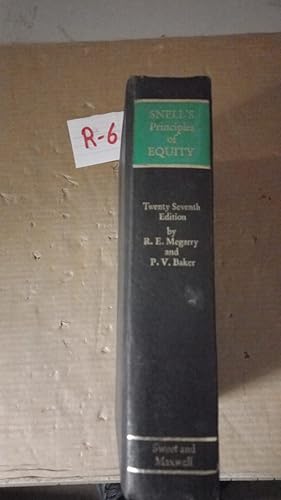 R-6
SNELL'S
Principles
of
EQUITY
Twenty Seventh
Edition
by
R. E. Megarry
and
P. V. Baker
Sweet and
Maxwell